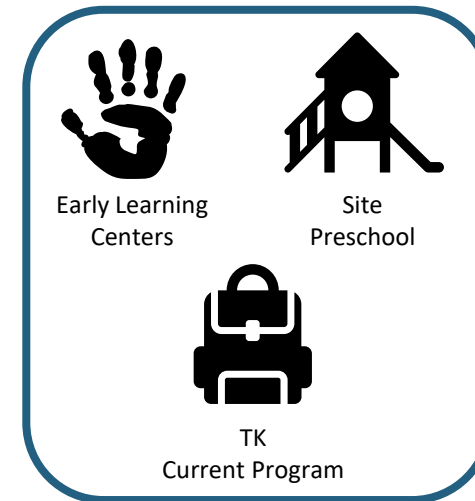 Early Learning
Centers
Site
Preschool
TK
Current Program